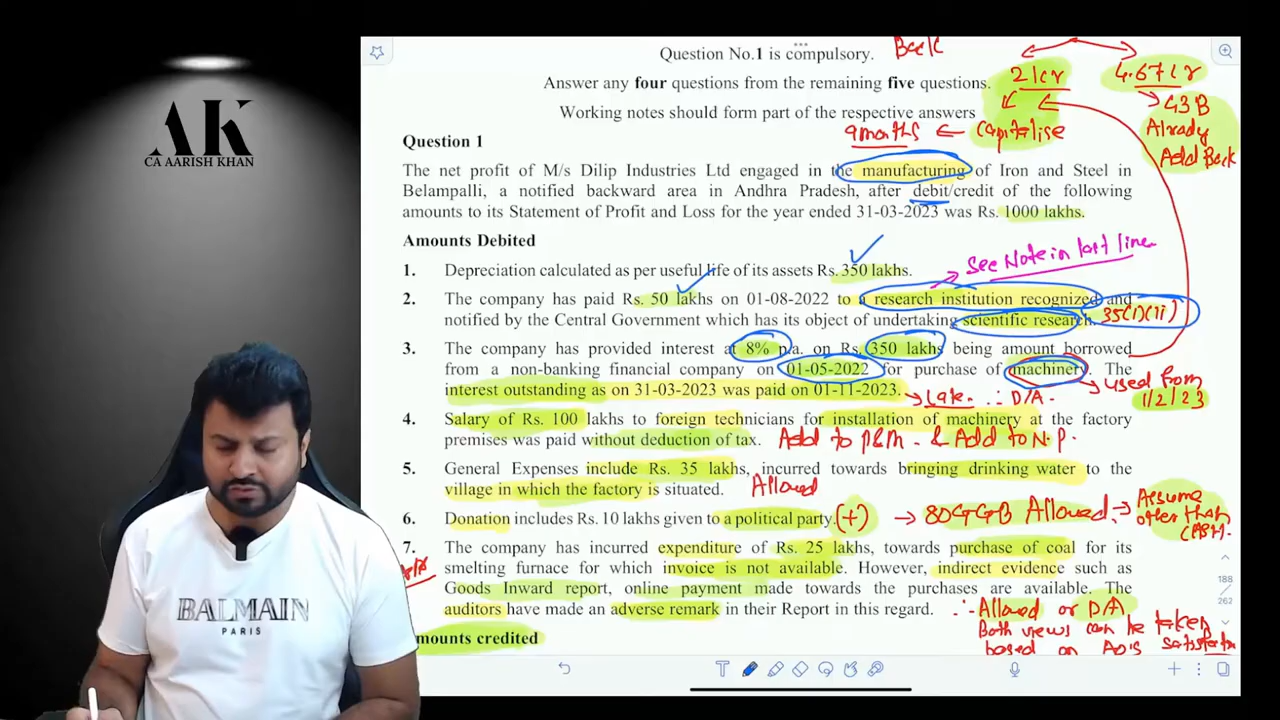 Question No.1 is compulsory.
Back
Answer any four questions from the remaining five questions.
21cr
4.67cr
Working notes should form part of the respective answers
43B
Already
Add Back
9months ← capitalise
Question 1
The net profit of M/s Dilip Industries Ltd engaged in the manufacturing of Iron and Steel in
Belampalli, a notified backward area in Andhra Pradesh, after debit/credit of the following
amounts to its Statement of Profit and Loss for the year ended 31-03-2023 was Rs. 1000 lakhs.
Amounts Debited
See Note in last line
1. Depreciation calculated as per useful life of its assets Rs. 350 lakhs.
2. The company has paid Rs. 50 lakhs on 01-08-2022 to a research institution recognized and
notified by the Central Government which has its object of undertaking scientific research.
35(1)(ii)
3. The company has provided interest at 8% p.a. on Rs. 350 lakhs being amount borrowed
from a non-banking financial company on 01-05-2022 for purchase of machinery. The
interest outstanding as on 31-03-2023 was paid on 01-11-2023.
→ Late. ∴ D/A.
used from
1/2/23
4. Salary of Rs. 100 lakhs to foreign technicians for installation of machinery at the factory
premises was paid without deduction of tax.
Add to P&M. & Add to N.P.
5. General Expenses include Rs. 35 lakhs, incurred towards bringing drinking water to the
village in which the factory is situated.
Allowed
6. Donation includes Rs. 10 lakhs given to a political party.
(+) → 80GGB Allowed. →
Assume
other than
cash.
7. The company has incurred expenditure of Rs. 25 lakhs, towards purchase of coal for its
smelting furnace for which invoice is not available. However, indirect evidence such as
Goods Inward report, online payment made towards the purchases are available. The
auditors have made an adverse remark in their Report in this regard.
∴ Allowed or D/A
Both views can be taken
based on AO's satisfactn
mounts credited
188
262
AK
CA AARISH KHAN
BALMAIN
PARIS